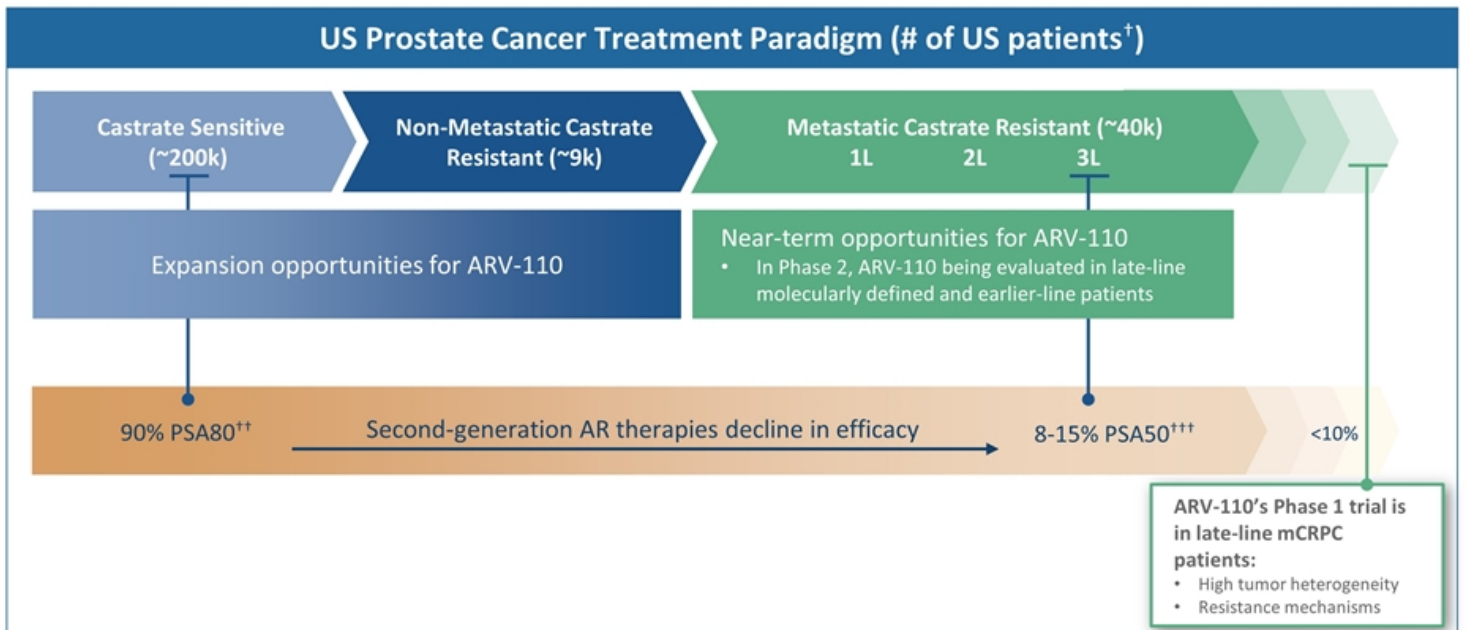 US Prostate Cancer Treatment Paradigm (# of US patients†)
Castrate Sensitive
(~200k)
Non-Metastatic Castrate
Resistant (~9k)
Metastatic Castrate Resistant (~40k)
1L 2L 3L
Expansion opportunities for ARV-110
Near-term opportunities for ARV-110
• In Phase 2, ARV-110 being evaluated in late-line
molecularly defined and earlier-line patients
90% PSA80††
Second-generation AR therapies decline in efficacy
8-15% PSA50†††
<10%
ARV-110’s Phase 1 trial is
in late-line mCRPC
patients:
• High tumor heterogeneity
• Resistance mechanisms